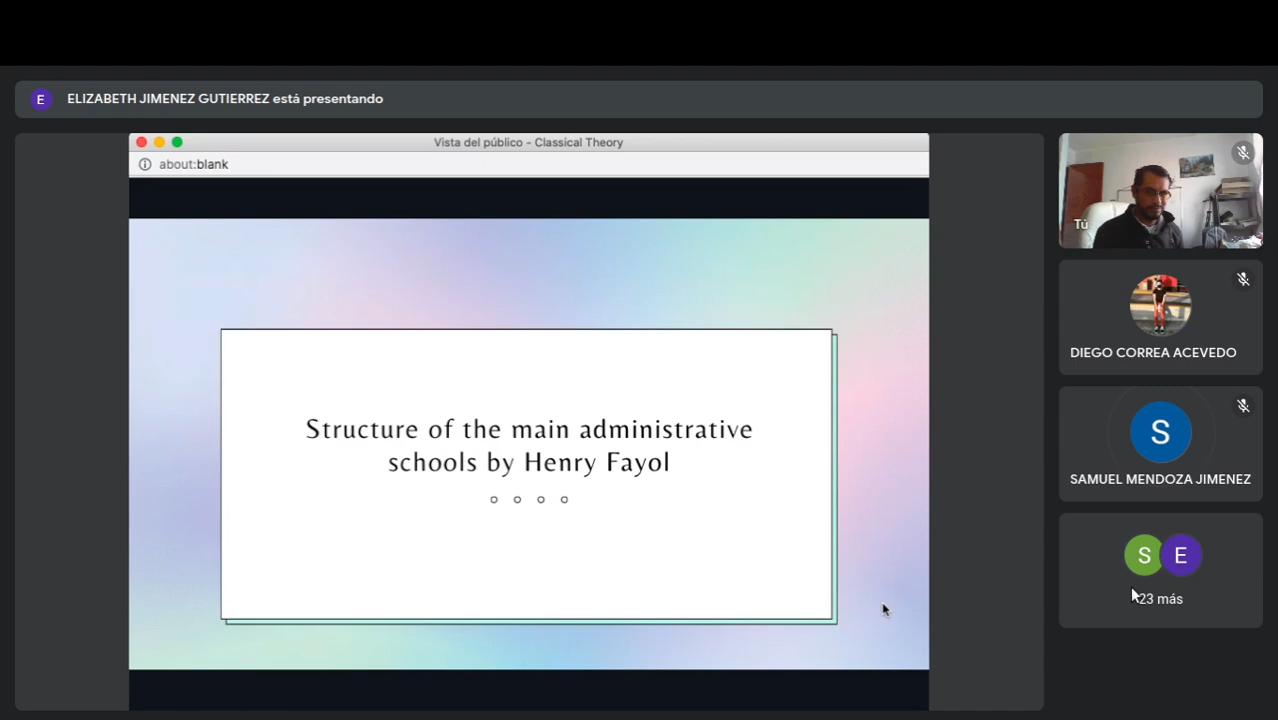 E ELIZABETH JIMENEZ GUTIERREZ está presentando
Vista del público - Classical Theory
about:blank
Structure of the main administrative
schools by Henry Fayol
Tú
DIEGO CORREA ACEVEDO
S
SAMUEL MENDOZA JIMENEZ
S E
23 más